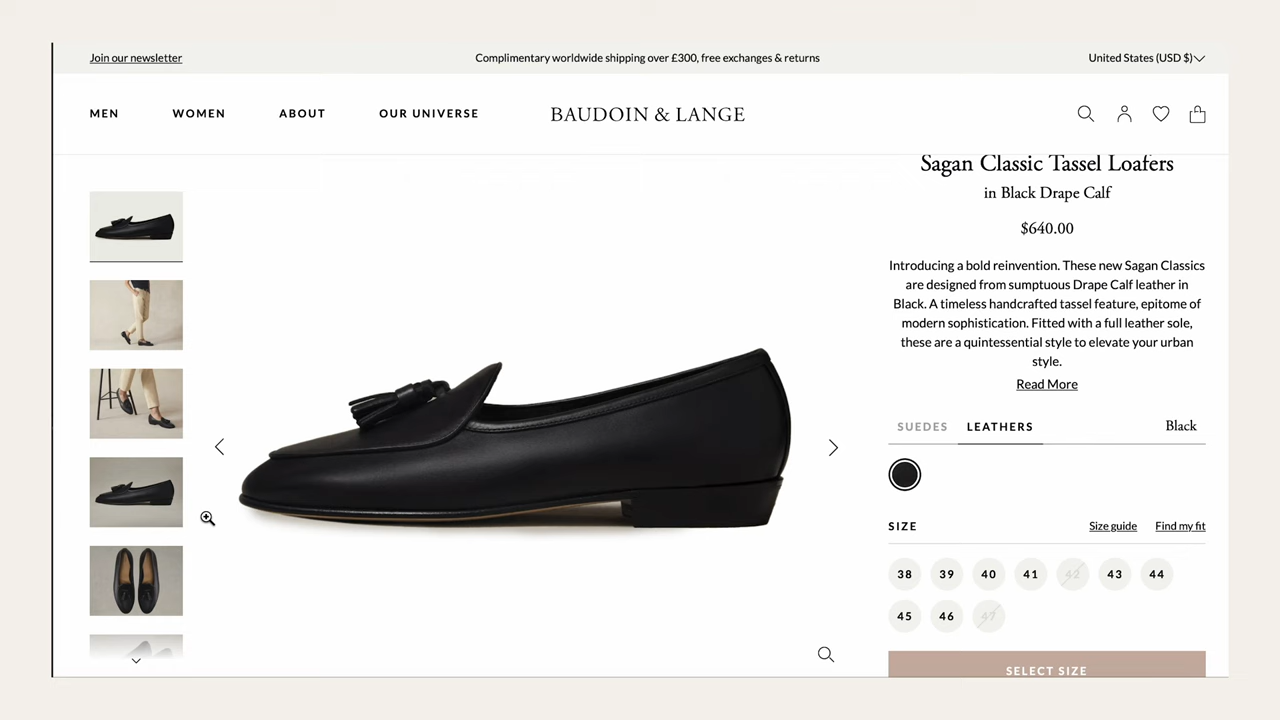 Join our newsletter
Complimentary worldwide shipping over £300, free exchanges & returns
United States (USD $)
MEN
WOMEN
ABOUT
OUR UNIVERSE
BAUDOIN & LANGE
Sagan Classic Tassel Loafers
in Black Drape Calf
$640.00
Introducing a bold reinvention. These new Sagan Classics
are designed from sumptuous Drape Calf leather in
Black. A timeless handcrafted tassel feature, epitome of
modern sophistication. Fitted with a full leather sole,
these are a quintessential style to elevate your urban
style.
Read More
SUEDES
LEATHERS
Black
SIZE
Size guide
Find my fit
38 39 40 41 42 43 44
45 46 47
SELECT SIZE